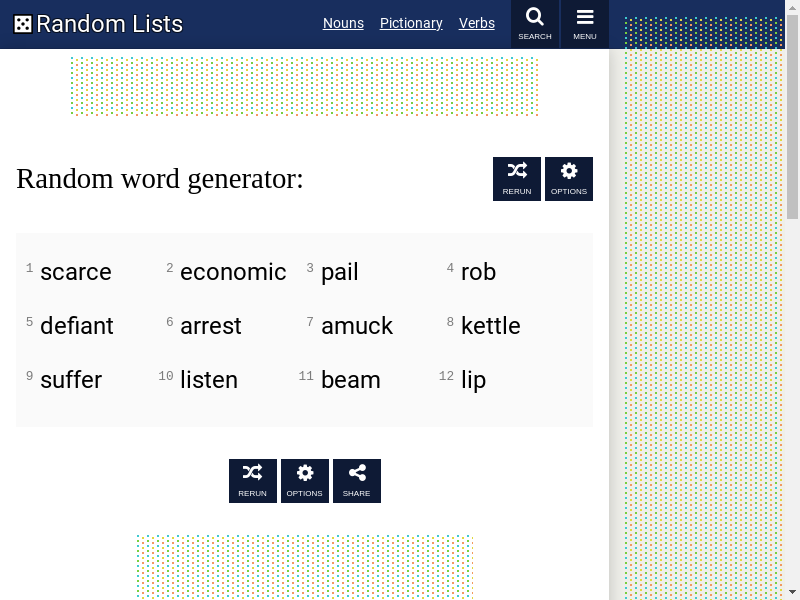 Random Lists Nouns Pictionary Verbs SEARCH MENU
Random word generator: RERUN OPTIONS
1 scarce 2 economic 3 pail 4 rob
5 defiant 6 arrest 7 amuck 8 kettle
9 suffer 10 listen 11 beam 12 lip
RERUN OPTIONS SHARE